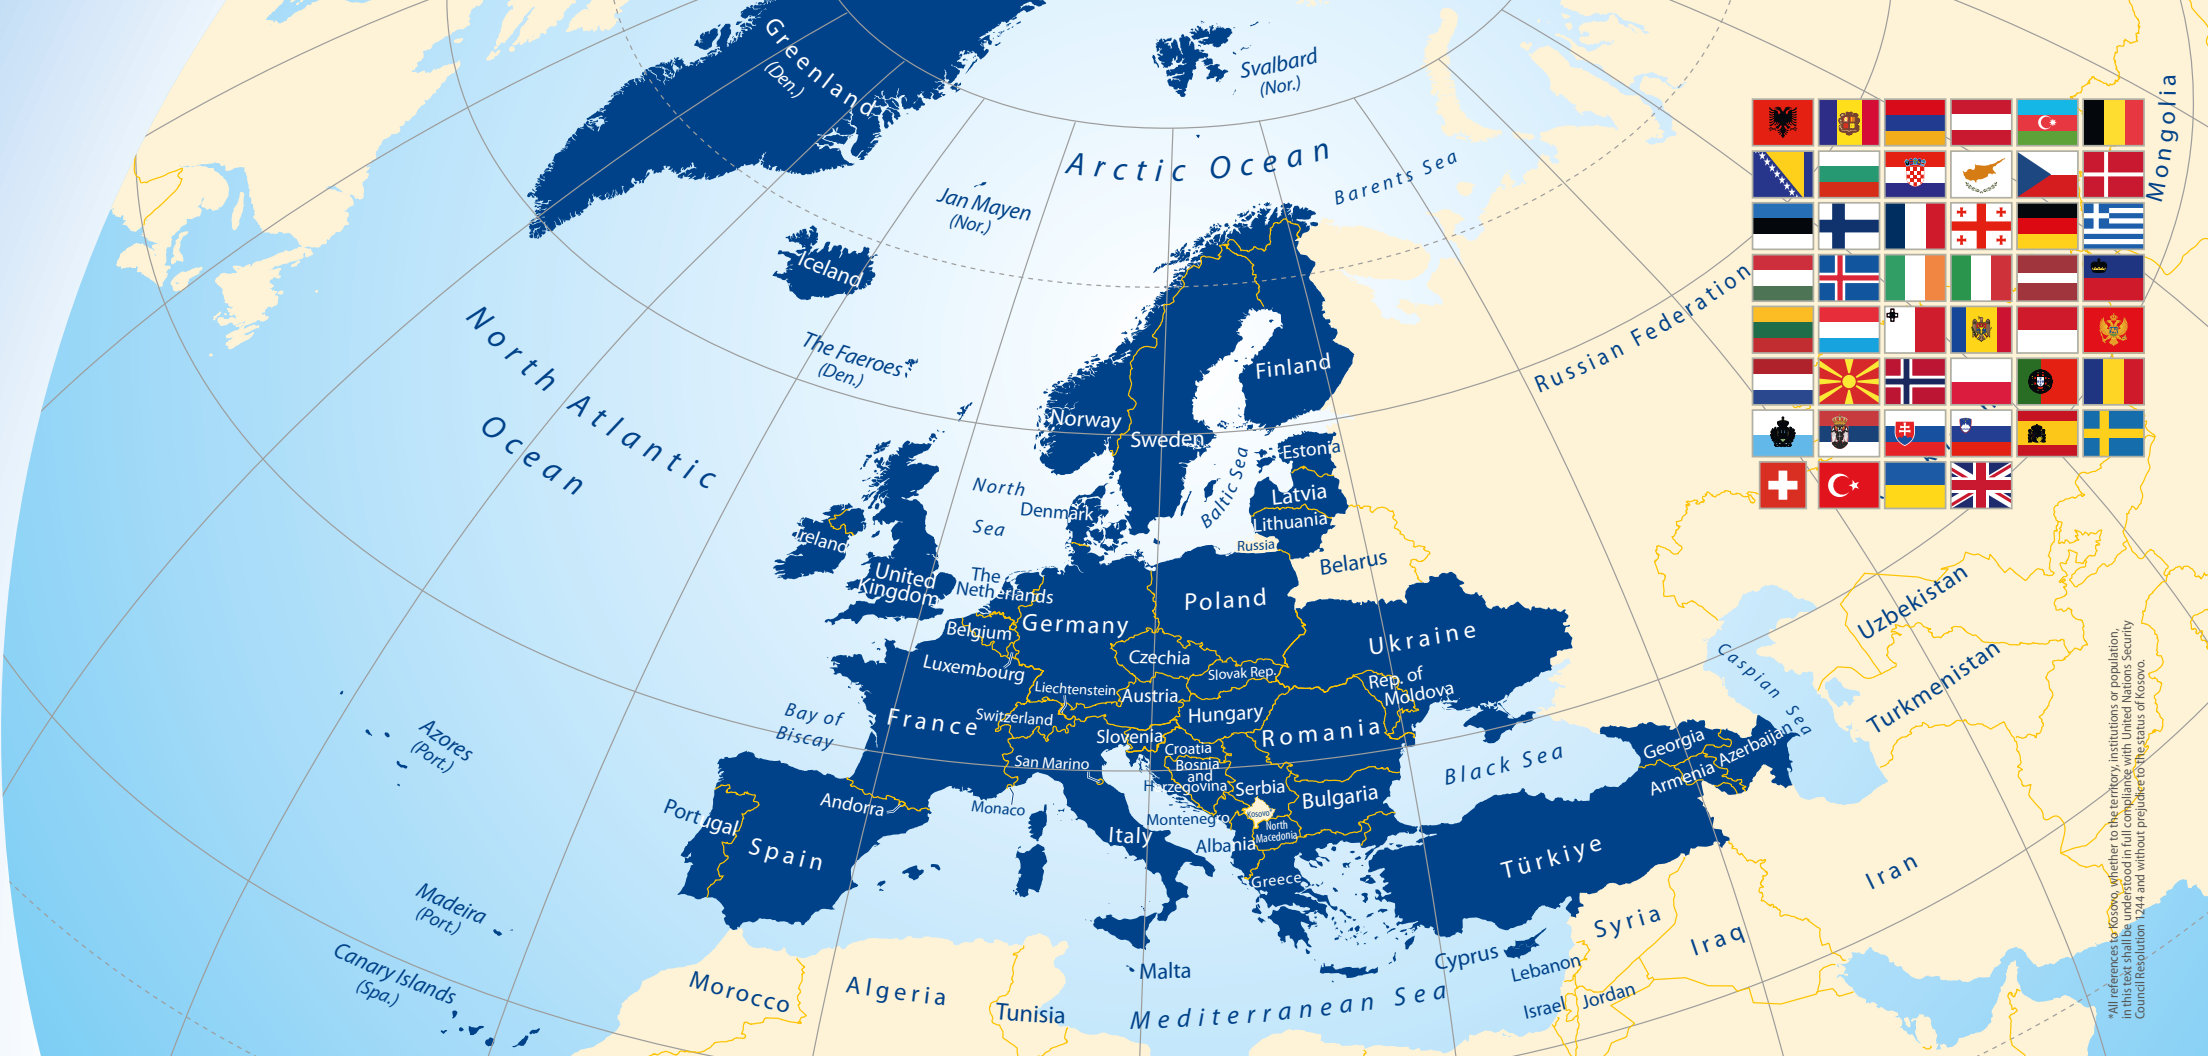 Greenland
(Den.)
Svalbard
(Nor.)
Mongolia
Arctic Ocean
Barents Sea
Jan Mayen
(Nor.)
Iceland
Russian Federation
North Atlantic
Ocean
The Faeroes
(Den.)
Finland
Norway
Sweden
Estonia
Baltic Sea
North
Sea
Denmark
Latvia
Lithuania
Russia
Belarus
Ireland
United
Kingdom
The
Netherlands
Poland
Germany
Belgium
Ukraine
Uzbekistan
Czechia
Luxembourg
Slovak Rep.
Liechtenstein
Austria
Rep. of
Moldova
Turkmenistan
Caspian Sea
France
Switzerland
Hungary
Romania
Bay of
Biscay
Slovenia
Croatia
San Marino
Bosnia
and
Herzegovina
Serbia
Bulgaria
Black Sea
Georgia
Armenia
Azerbaijan
Azores
(Port.)
Andorra
Monaco
Portugal
Spain
Italy
Montenegro
Kosovo*
North
Macedonia
Albania
Greece
Türkiye
Iran
Syria
Iraq
Madeira
(Port.)
Canary Islands
(Spa.)
Morocco
Algeria
Tunisia
Malta
Mediterranean Sea
Cyprus
Lebanon
Israel
Jordan
*All references to Kosovo, whether to the territory, institutions or population,
in this text shall be understood in full compliance with United Nations Security
Council Resolution 1244 and without prejudice to the status of Kosovo.